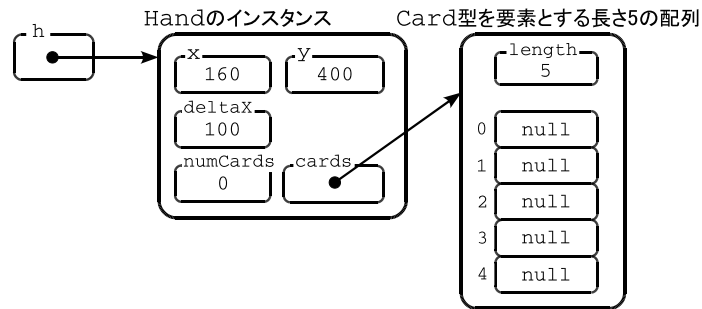 Handのインスタンス
Card型を要素とする長さ5の配列
h
x
160
y
400
deltaX
100
numCards
0
cards
length
5
0 null
1 null
2 null
3 null
4 null